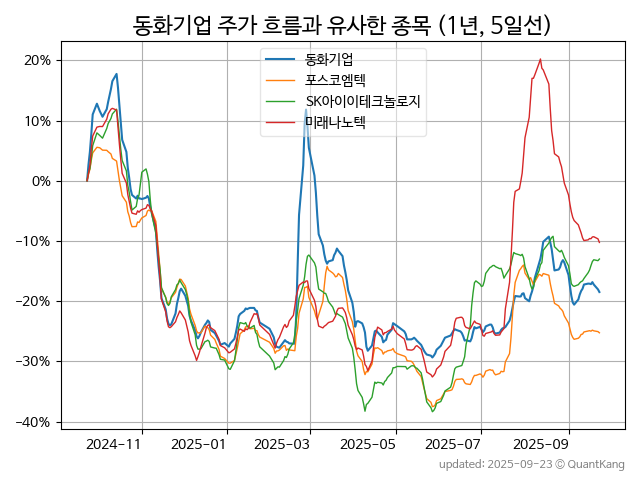 동화기업 주가 흐름과 유사한 종목 (1년, 5일선)
동화기업
포스코엠텍
SK아이이테크놀로지
미래나노텍
20%
10%
0%
−10%
−20%
−30%
−40%
2024-11
2025-01
2025-03
2025-05
2025-07
2025-09
updated: 2025-09-23 ⓒ QuantKang